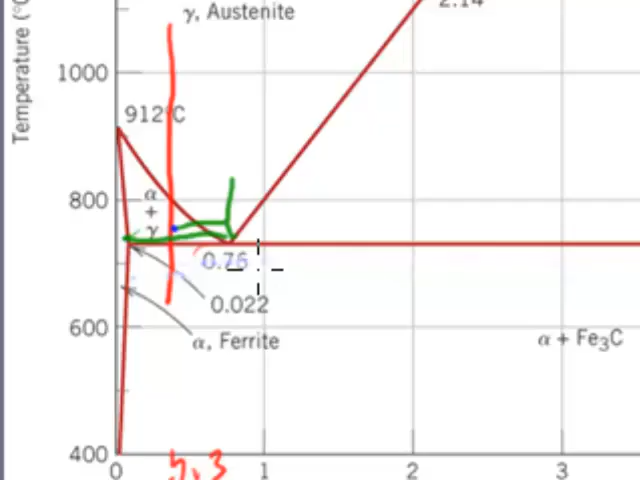 γ, Austenite
2.14
Temperature (°C
1000
912°C
800
α
+
γ
0.76
0.022
600
α, Ferrite
α + Fe₃C
400
0
1
2
3